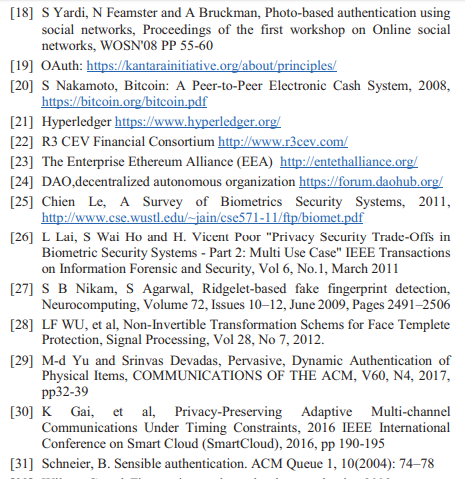 [18] S Yardi, N Feamster and A Bruckman, Photo-based authentication using
social networks, Proceedings of the first workshop on Online social
networks, WOSN'08 PP 55-60
[19] OAuth: https://kantarainitiative.org/about/principles/
[20] S Nakamoto, Bitcoin: A Peer-to-Peer Electronic Cash System, 2008,
https://bitcoin.org/bitcoin.pdf
[21] Hyperledger https://www.hyperledger.org/
[22] R3 CEV Financial Consortium http://www.r3cev.com/
[23] The Enterprise Ethereum Alliance (EEA) http://entethalliance.org/
[24] DAO,decentralized autonomous organization https://forum.daohub.org/
[25] Chien Le, A Survey of Biometrics Security Systems, 2011,
http://www.cse.wustl.edu/~jain/cse571-11/ftp/biomet.pdf
[26] L Lai, S Wai Ho and H. Vicent Poor "Privacy Security Trade-Offs in
Biometric Security Systems - Part 2: Multi Use Case" IEEE Transactions
on Information Forensic and Security, Vol 6, No.1, March 2011
[27] S B Nikam, S Agarwal, Ridgelet-based fake fingerprint detection,
Neurocomputing, Volume 72, Issues 10–12, June 2009, Pages 2491–2506
[28] LF WU, et al, Non-Invertible Transformation Schems for Face Templete
Protection, Signal Processing, Vol 28, No 7, 2012.
[29] M-d Yu and Srinvas Devadas, Pervasive, Dynamic Authentication of
Physical Items, COMMUNICATIONS OF THE ACM, V60, N4, 2017,
pp32-39
[30] K Gai, et al, Privacy-Preserving Adaptive Multi-channel
Communications Under Timing Constraints, 2016 IEEE International
Conference on Smart Cloud (SmartCloud), 2016, pp 190-195
[31] Schneier, B. Sensible authentication. ACM Queue 1, 10(2004): 74–78